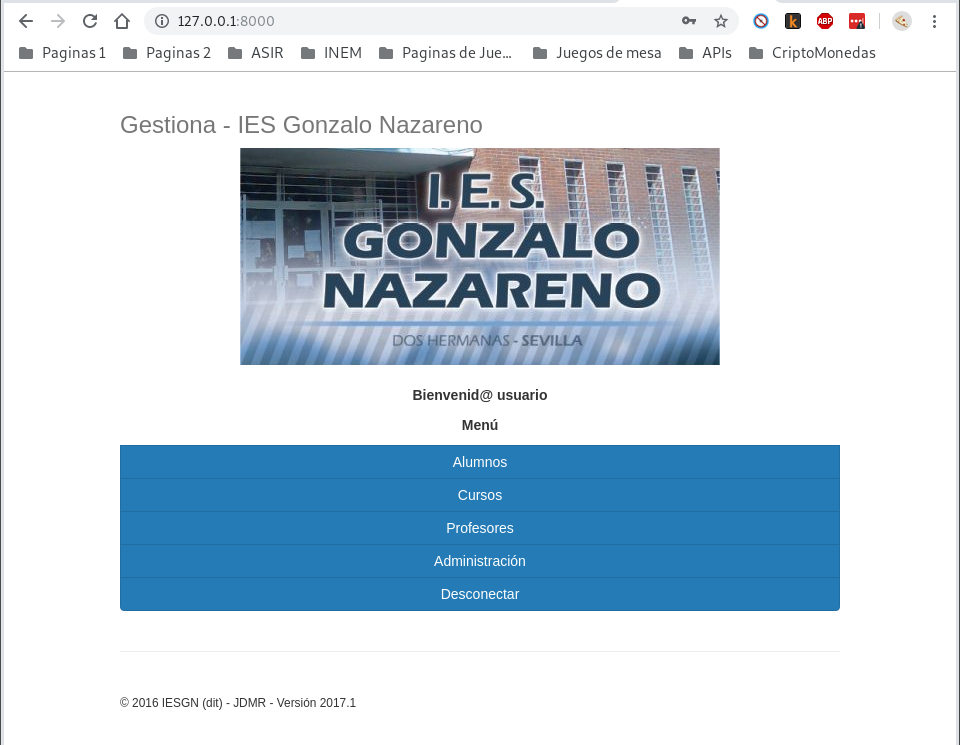 127.0.0.1:8000
ABP
k
Paginas 1 Paginas 2 ASIR INEM Paginas de Jue... Juegos de mesa APIs CriptoMonedas
Gestiona - IES Gonzalo Nazareno
I.E.S.
GONZALO
NAZARENO
DOS HERMANAS - SEVILLA
Bienvenid@ usuario
Menú
Alumnos
Cursos
Profesores
Administración
Desconectar
© 2016 IESGN (dit) - JDMR - Versión 2017.1